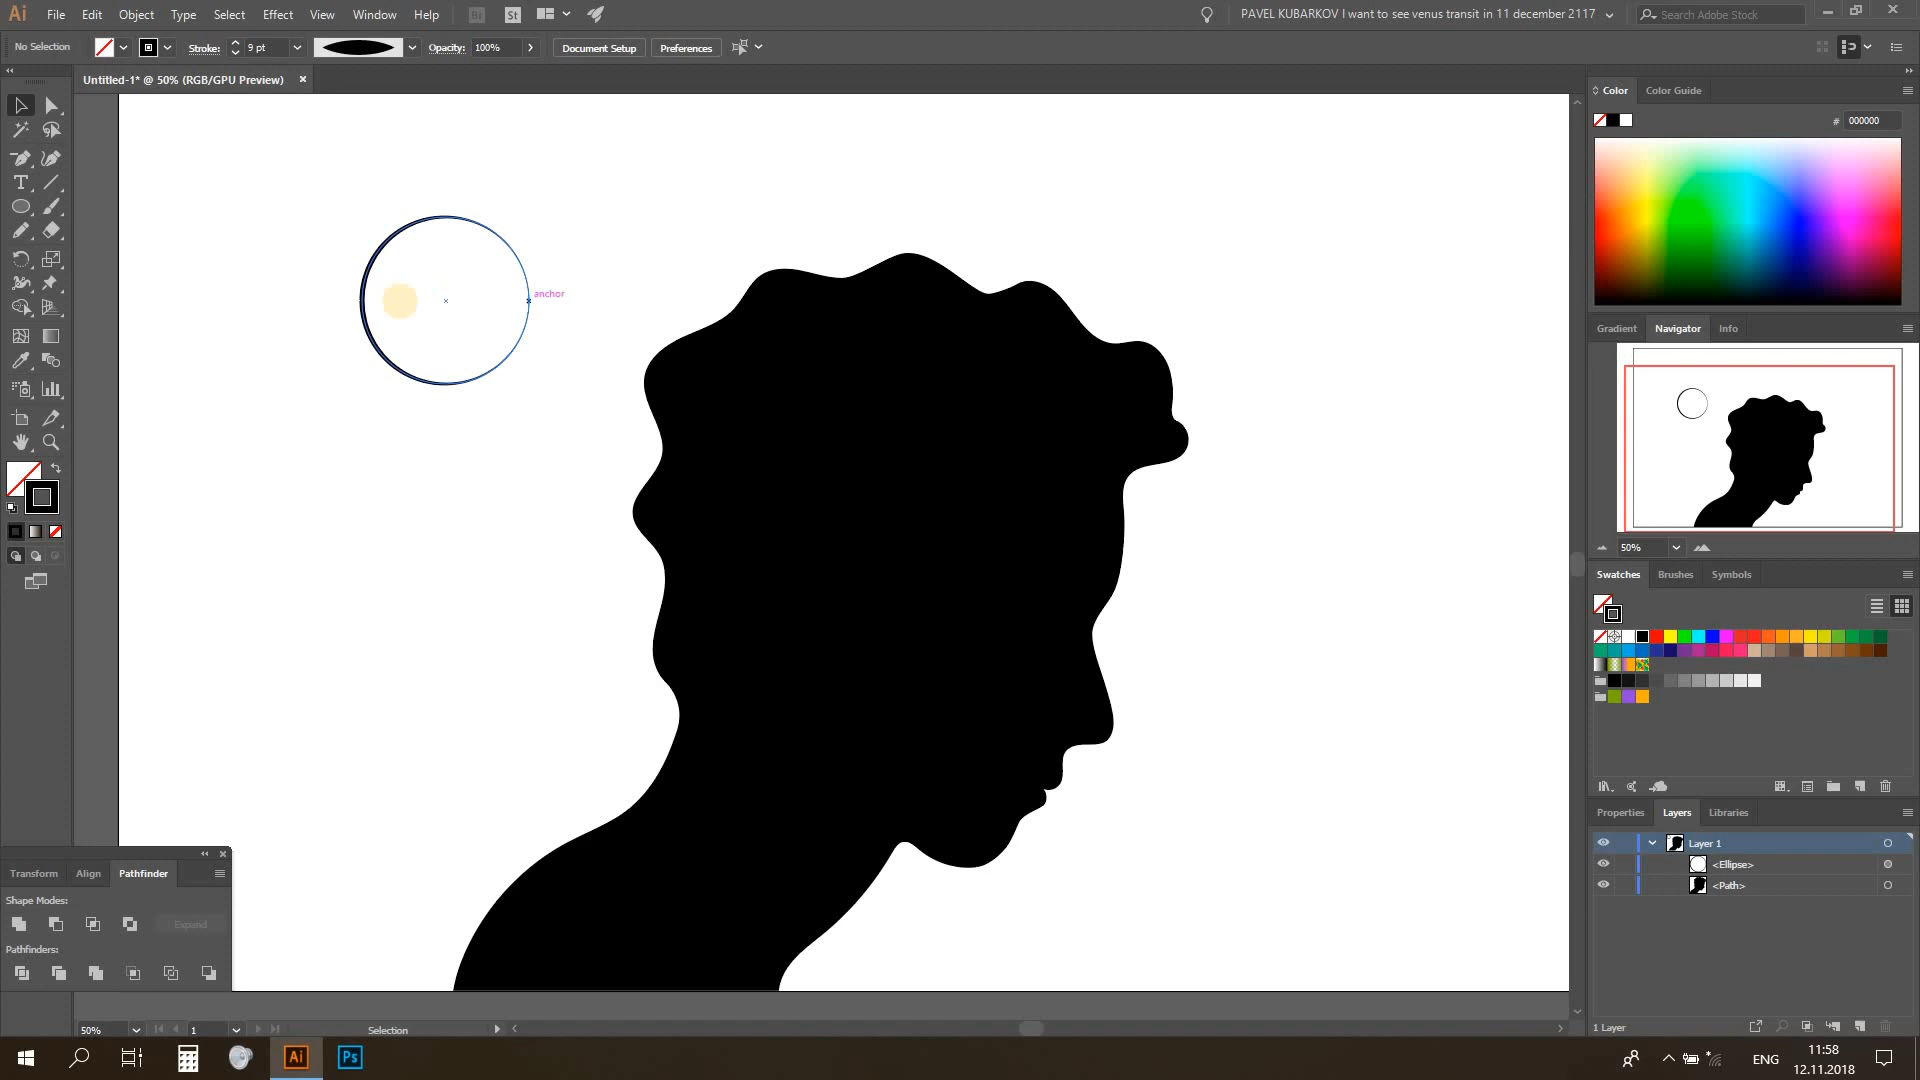 Ai File Edit Object Type Select Effect View Window Help Br St PAVEL KUBARKOV I want to see venus transit in 11 december 2117 Search Adobe Stock
No Selection Stroke: 9 pt Opacity: 100% Document Setup Preferences
Untitled-1* @ 50% (RGB/GPU Preview)
Color Color Guide
# 000000
anchor
Gradient Navigator Info
50%
Swatches Brushes Symbols
Properties Layers Libraries
Layer 1
<Ellipse>
<Path>
1 Layer
Transform Align Pathfinder
Shape Modes:
Expand
Pathfinders:
50% 1 Selection
Ai Ps ENG 11:58
12.11.2018